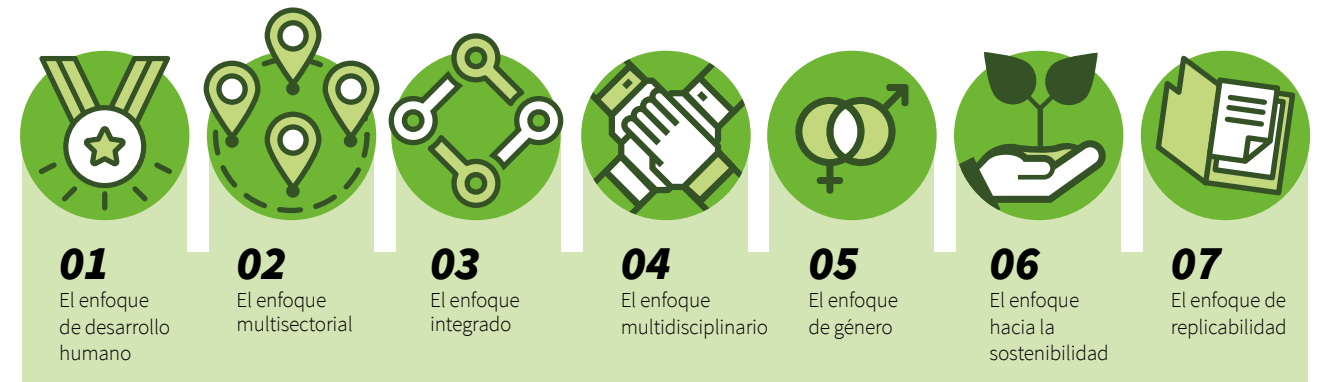 01
El enfoque
de desarrollo
humano
02
El enfoque
multisectorial
03
El enfoque
integrado
04
El enfoque
multidisciplinario
05
El enfoque
de género
06
El enfoque
hacia la
sostenibilidad
07
El enfoque de
replicabilidad